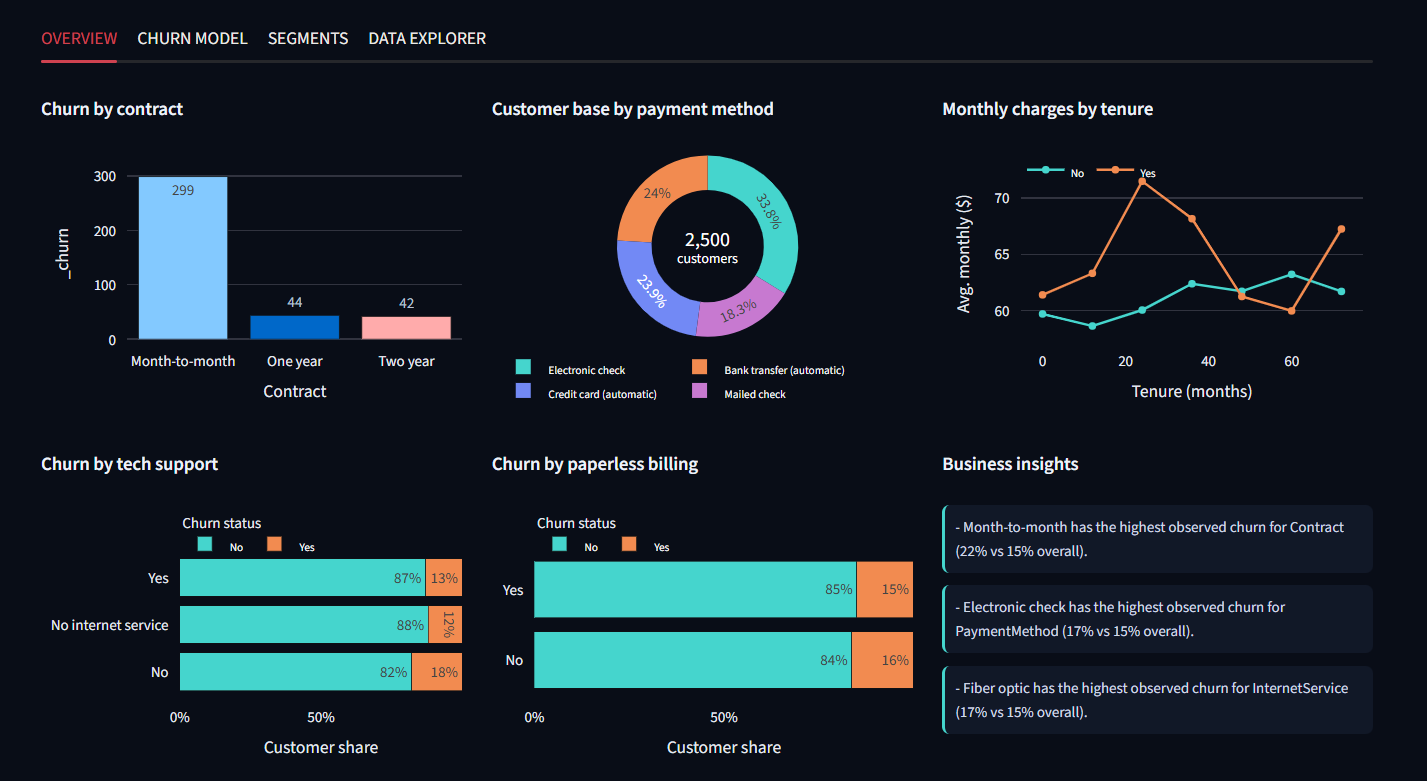 OVERVIEW CHURN MODEL SEGMENTS DATA EXPLORER
Churn by contract
300
200
100
0
_churn
299
44
42
Month-to-month One year Two year
Contract
Customer base by payment method
33.8%
24%
23.9%
18.3%
2,500
customers
Electronic check Bank transfer (automatic)
Credit card (automatic) Mailed check
Monthly charges by tenure
No Yes
70
65
60
Avg. monthly ($)
0 20 40 60
Tenure (months)
Churn by tech support
Churn status
No Yes
Yes 87% 13%
No internet service 88% 12%
No 82% 18%
0% 50%
Customer share
Churn by paperless billing
Churn status
No Yes
Yes 85% 15%
No 84% 16%
0% 50%
Customer share
Business insights
- Month-to-month has the highest observed churn for Contract
(22% vs 15% overall).
- Electronic check has the highest observed churn for
PaymentMethod (17% vs 15% overall).
- Fiber optic has the highest observed churn for InternetService
(17% vs 15% overall).